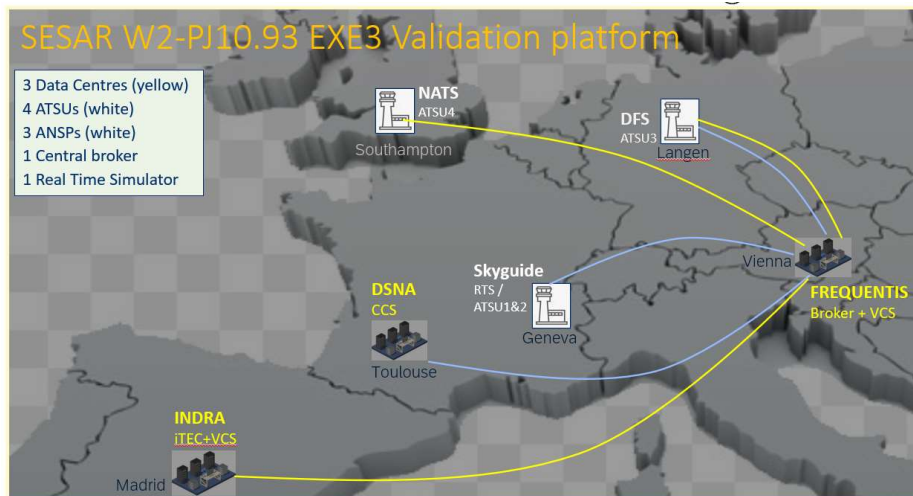 SESAR W2-PJ10.93 EXE3 Validation platform
3 Data Centres (yellow)
4 ATSUs (white)
3 ANSPs (white)
1 Central broker
1 Real Time Simulator
NATS
ATSU4
Southampton
DFS
ATSU3
Langen
Vienna
FREQUENTIS
Broker + VCS
Skyguide
RTS /
ATSU1&2
Geneva
DSNA
CCS
Toulouse
INDRA
iTEC+VCS
Madrid